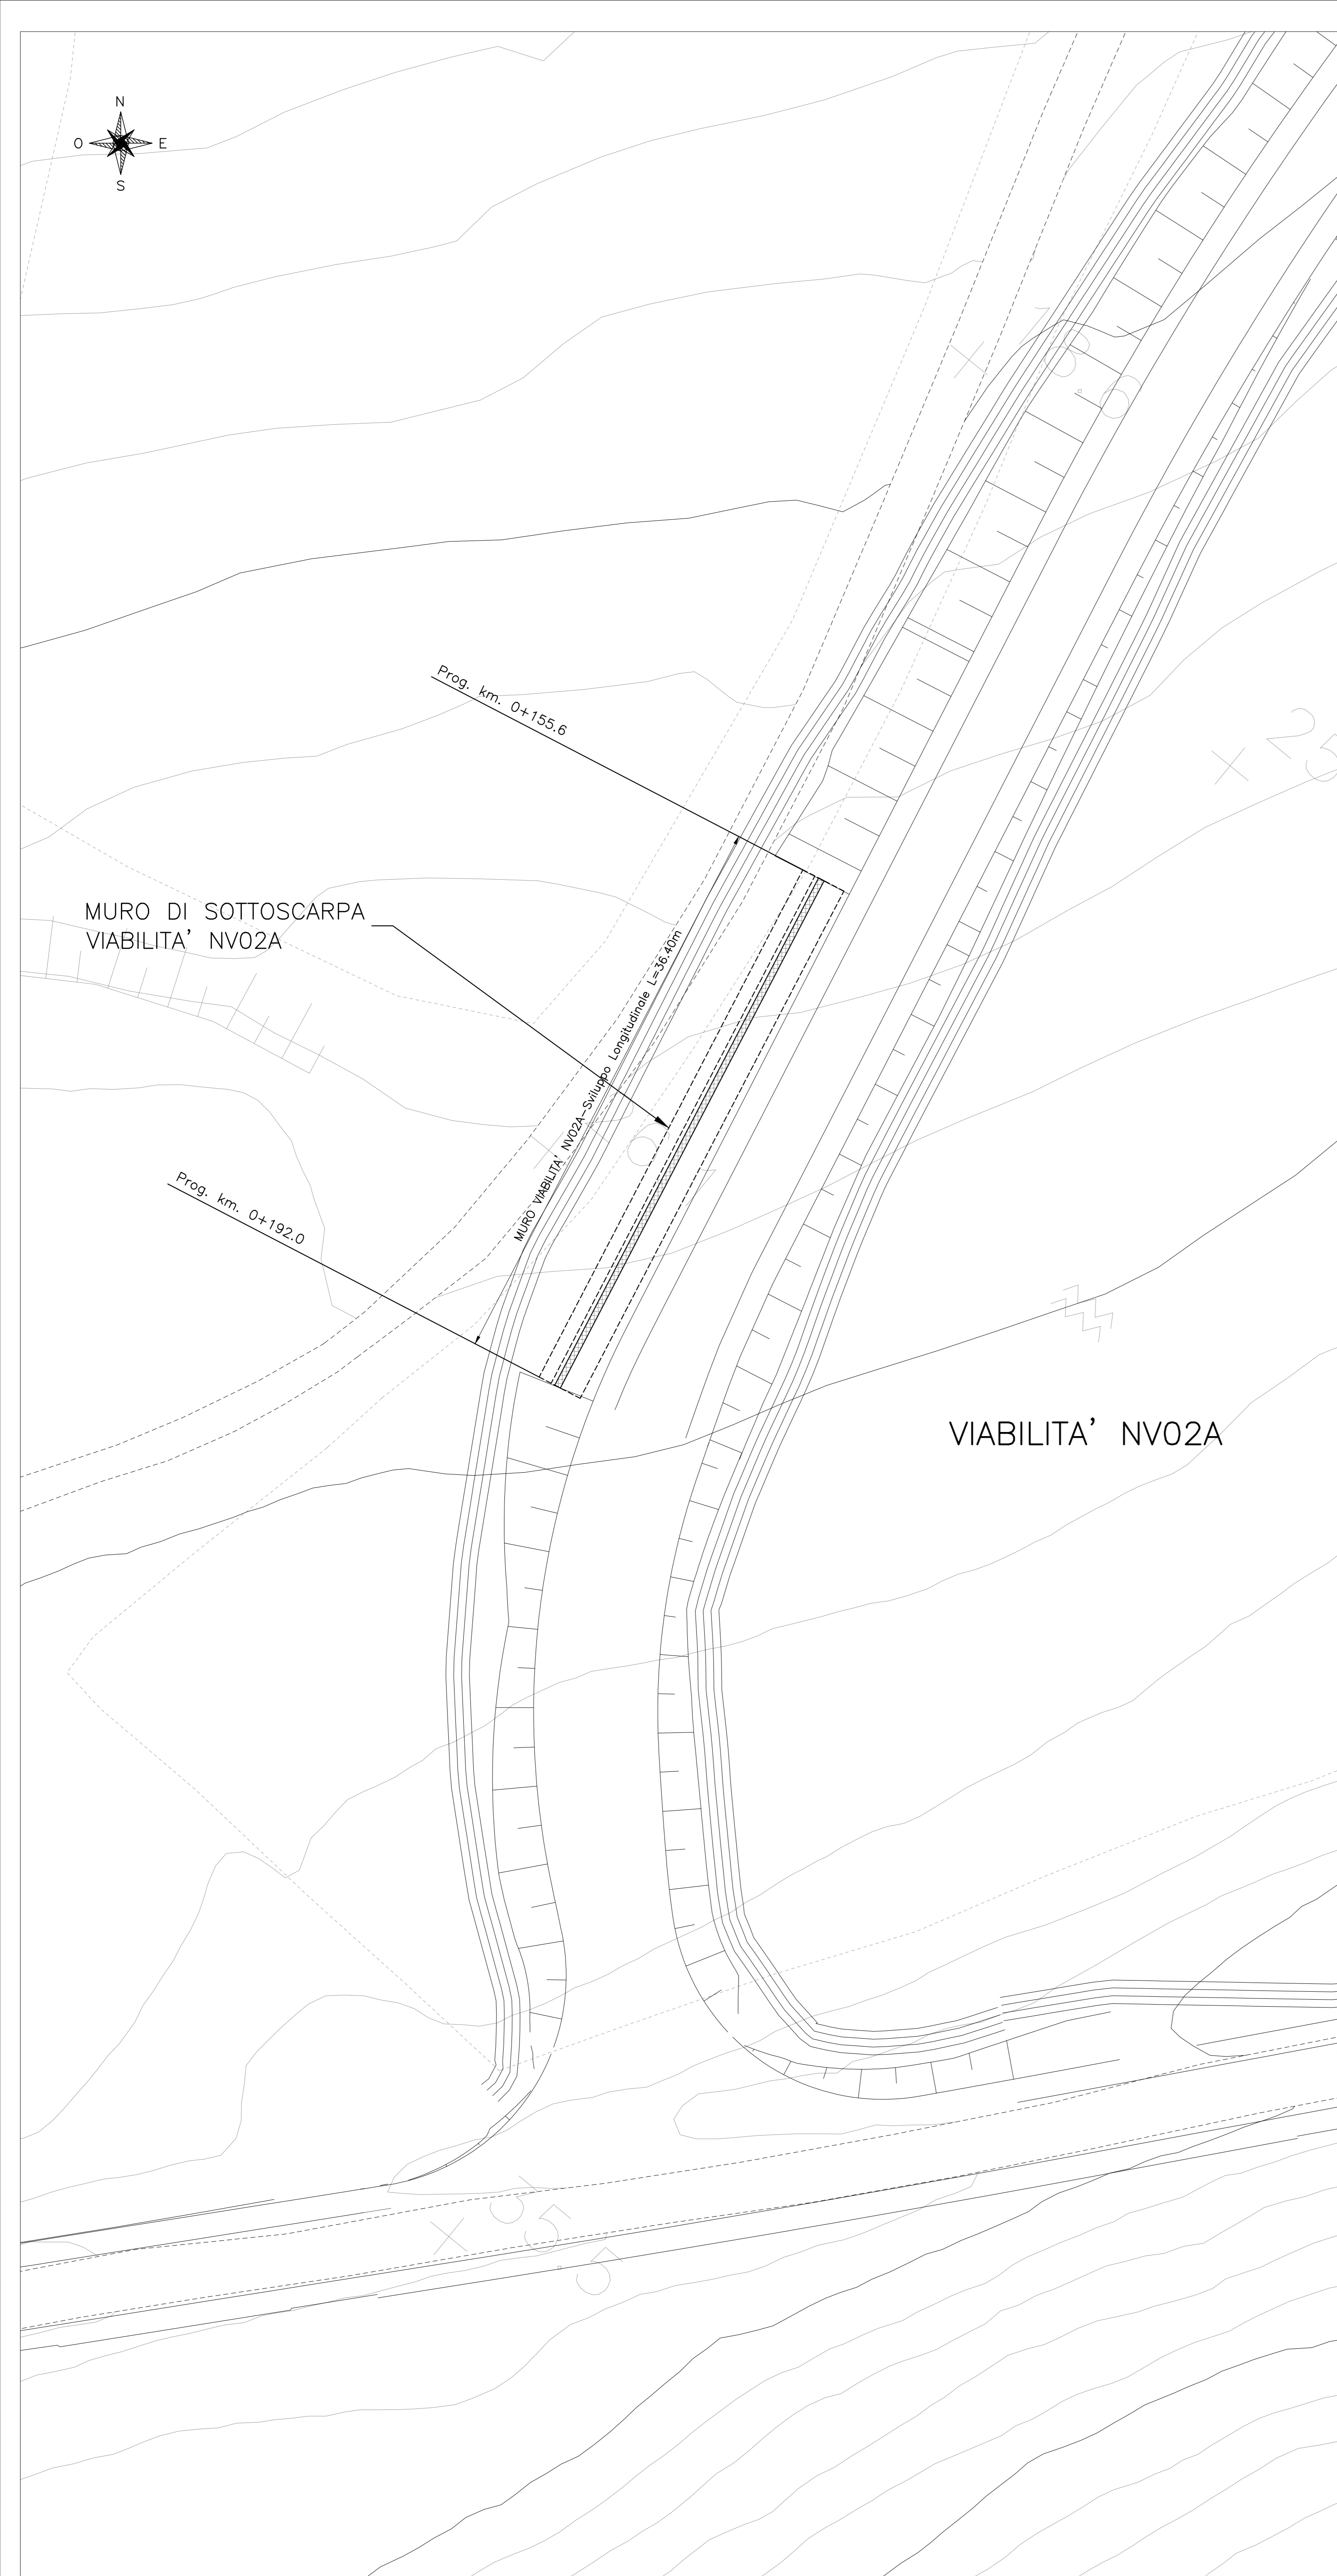 N
O E
S
Prog. km. 0+155.6
MURO DI SOTTOSCARPA
VIABILITA' NV02A
MURO VIABILITA' NV02A-Sviluppo Longitudinale L=36.40m
Prog. km. 0+192.0
VIABILITA' NV02A